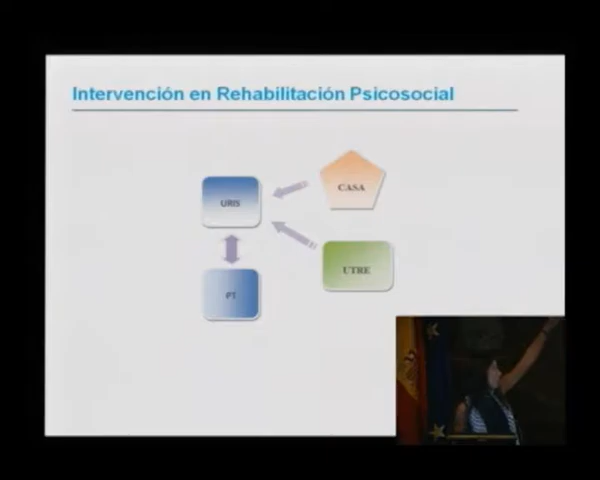 Intervención en Rehabilitación Psicosocial
CASA
URIS
UTRE
PT